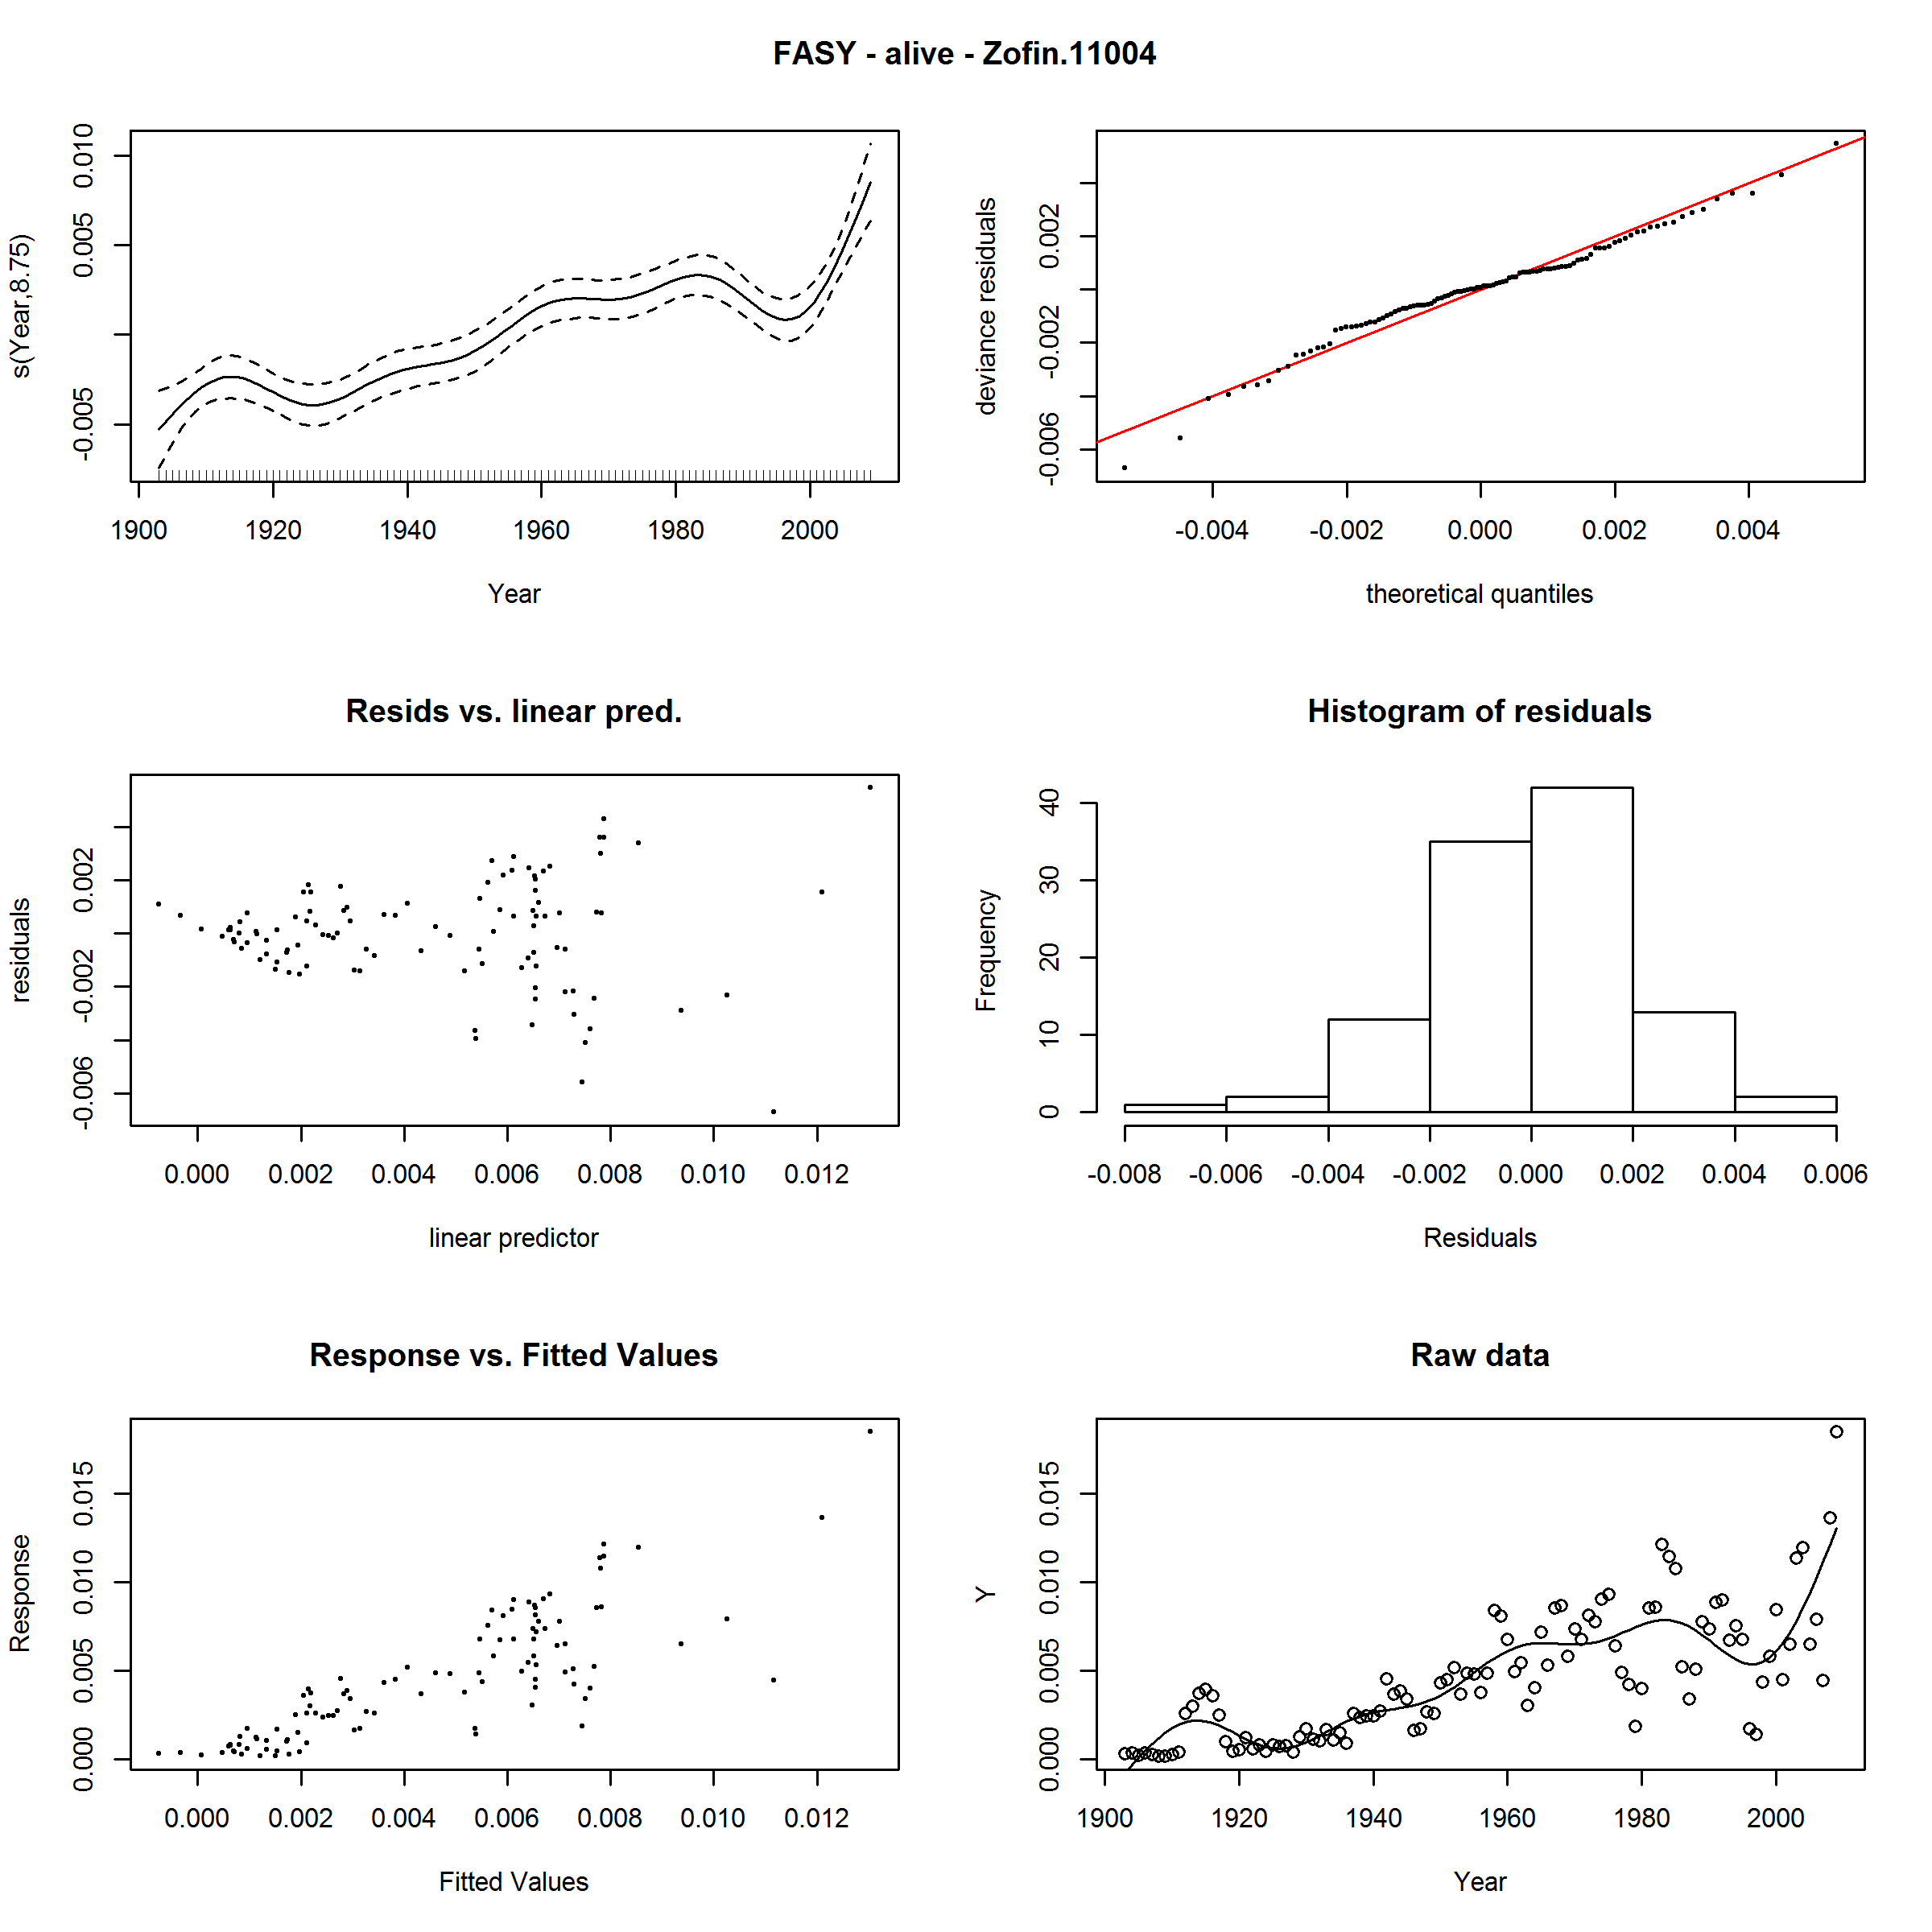 FASY - alive - Zofin.11004
s(Year,8.75)
-0.005 0.005 0.010
1900 1920 1940 1960 1980 2000
Year
deviance residuals
-0.006 -0.002 0.002
-0.004 -0.002 0.000 0.002 0.004
theoretical quantiles
Resids vs. linear pred.
residuals
-0.006 -0.002 0.002
0.000 0.002 0.004 0.006 0.008 0.010 0.012
linear predictor
Histogram of residuals
Frequency
0 10 20 30 40
-0.008 -0.006 -0.004 -0.002 0.000 0.002 0.004 0.006
Residuals
Response vs. Fitted Values
Response
0.000 0.005 0.010 0.015
0.000 0.002 0.004 0.006 0.008 0.010 0.012
Fitted Values
Raw data
Y
0.000 0.005 0.010 0.015
1900 1920 1940 1960 1980 2000
Year